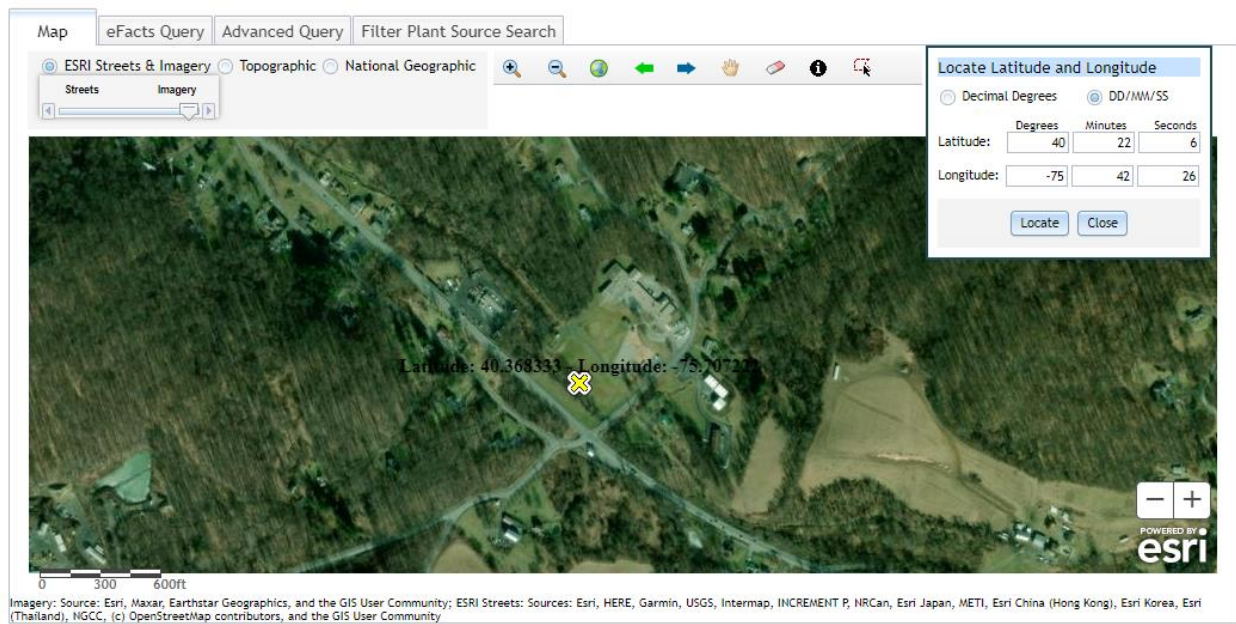 Map eFacts Query Advanced Query Filter Plant Source Search
ESRI Streets & Imagery Topographic National Geographic
Streets Imagery
Locate Latitude and Longitude
Decimal Degrees DD/MM/SS
Degrees Minutes Seconds
Latitude: 40 22 6
Longitude: -75 42 26
Locate Close
Latitude: 40.368333 - Longitude: -75.707222
− +
POWERED BY
esri
0 300 600ft
Imagery: Source: Esri, Maxar, Earthstar Geographics, and the GIS User Community; ESRI Streets: Sources: Esri, HERE, Garmin, USGS, Intermap, INCREMENT P, NRCan, Esri Japan, METI, Esri China (Hong Kong), Esri Korea, Esri
(Thailand), NGCC, (c) OpenStreetMap contributors, and the GIS User Community